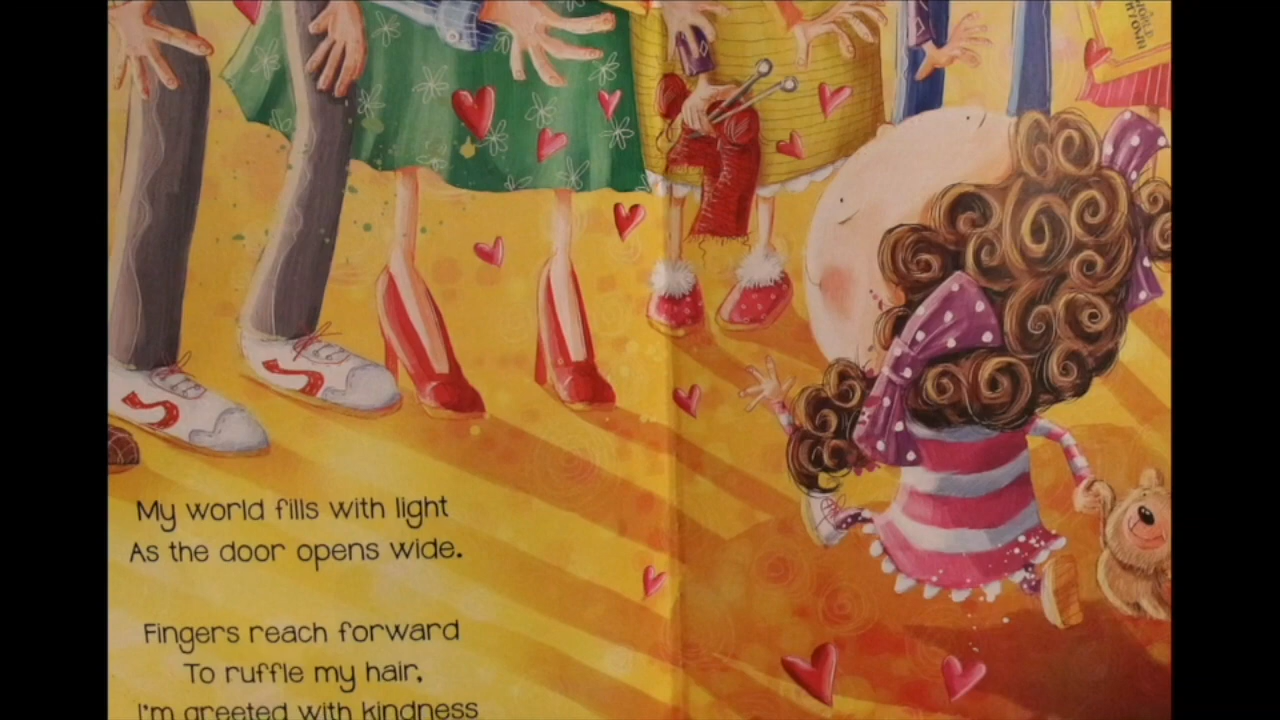 My world fills with light
As the door opens wide.
Fingers reach forward
To ruffle my hair,
I'm greeted with kindness